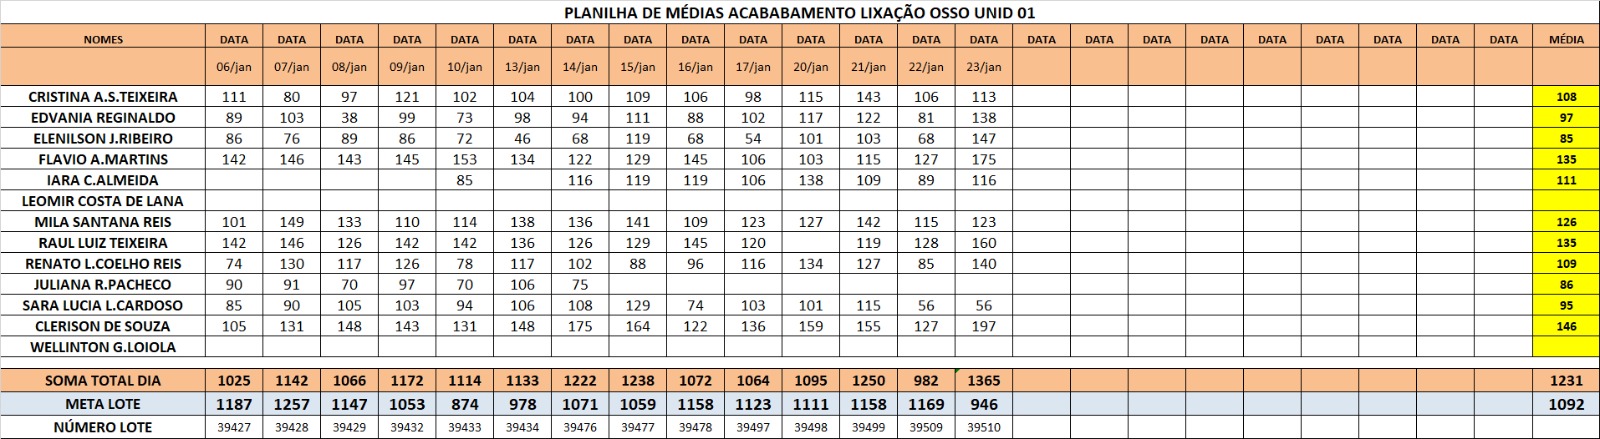 PLANILHA DE MÉDIAS ACABABAMENTO LIXAÇÃO OSSO UNID 01
NOMES DATA DATA DATA DATA DATA DATA DATA DATA DATA DATA DATA DATA DATA DATA DATA DATA DATA DATA DATA DATA DATA DATA DATA MÉDIA
06/jan 07/jan 08/jan 09/jan 10/jan 13/jan 14/jan 15/jan 16/jan 17/jan 20/jan 21/jan 22/jan 23/jan
CRISTINA A.S.TEIXEIRA 111 80 97 121 102 104 100 109 106 98 115 143 106 113 108
EDVANIA REGINALDO 89 103 38 99 73 98 94 111 88 102 117 122 81 138 97
ELENILSON J.RIBEIRO 86 76 89 86 72 46 68 119 68 54 101 103 68 147 85
FLAVIO A.MARTINS 142 146 143 145 153 134 122 129 145 106 103 115 127 175 135
IARA C.ALMEIDA 85 116 119 119 106 138 109 89 116 111
LEOMIR COSTA DE LANA
MILA SANTANA REIS 101 149 133 110 114 138 136 141 109 123 127 142 115 123 126
RAUL LUIZ TEIXEIRA 142 146 126 142 142 136 126 129 145 120 119 128 160 135
RENATO L.COELHO REIS 74 130 117 126 78 117 102 88 96 116 134 127 85 140 109
JULIANA R.PACHECO 90 91 70 97 70 106 75 86
SARA LUCIA L.CARDOSO 85 90 105 103 94 106 108 129 74 103 101 115 56 56 95
CLERISON DE SOUZA 105 131 148 143 131 148 175 164 122 136 159 155 127 197 146
WELLINTON G.LOIOLA
SOMA TOTAL DIA 1025 1142 1066 1172 1114 1133 1222 1238 1072 1064 1095 1250 982 1365 1231
META LOTE 1187 1257 1147 1053 874 978 1071 1059 1158 1123 1111 1158 1169 946 1092
NÚMERO LOTE 39427 39428 39429 39432 39433 39434 39476 39477 39478 39497 39498 39499 39509 39510